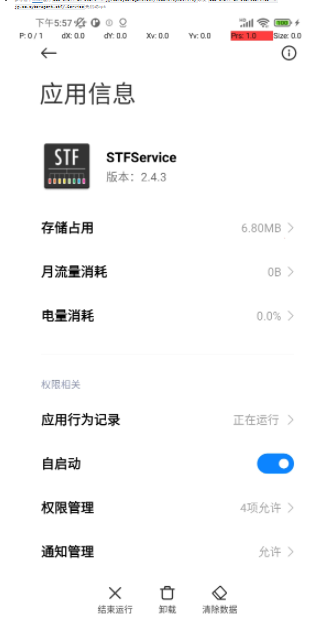 下午5:57
100
P: 0 / 1 dX: 0.0 dY: 0.0 Xv: 0.0 Yv: 0.0 Prs: 1.0 Size: 0.0
应用信息
STF
STFService
版本：2.4.3
存储占用 6.80MB
月流量消耗 0B
电量消耗 0.0%
权限相关
应用行为记录 正在运行
自启动
权限管理 4项允许
通知管理 允许
结束运行 卸载 清除数据